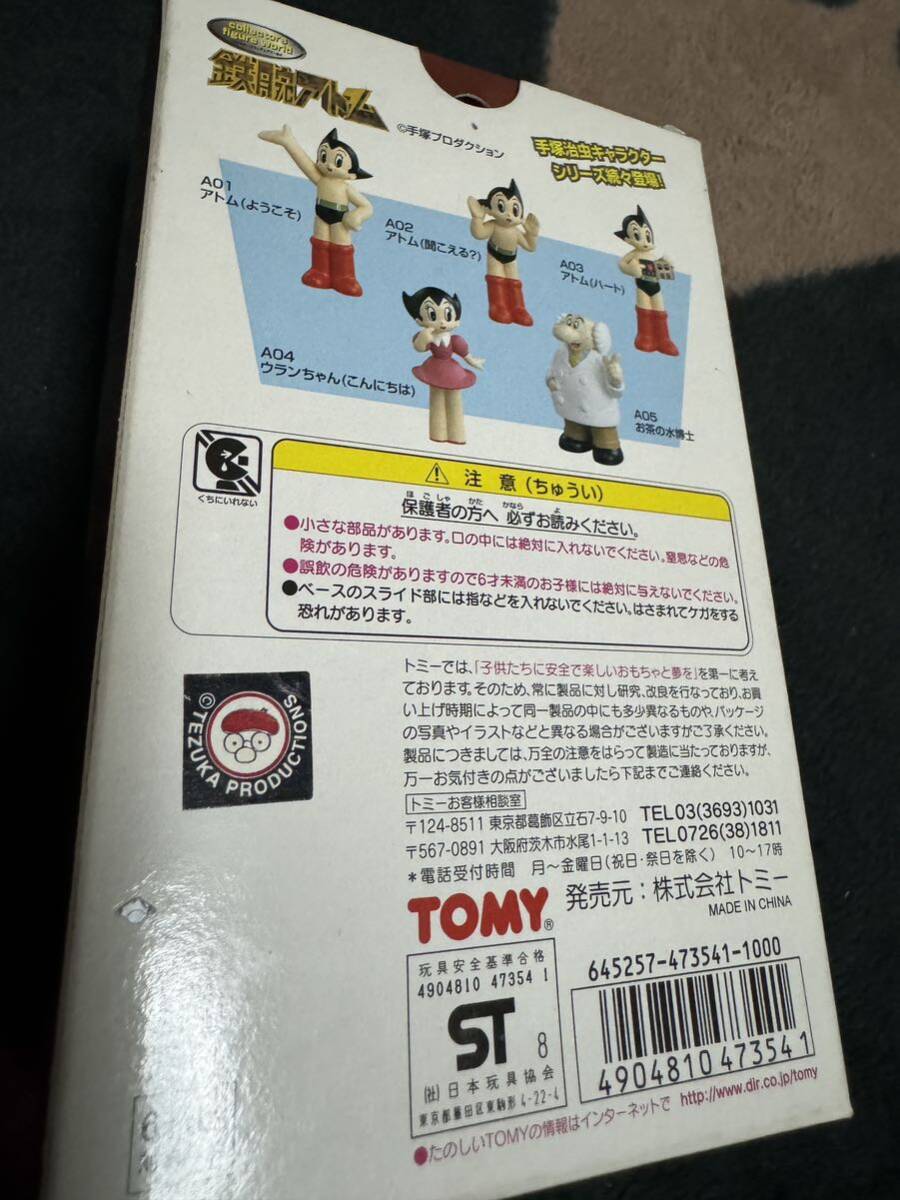 collectors
figure world
鉄腕アトム
©手塚プロダクション
手塚治虫キャラクター
シリーズ続々登場!
A01
アトム(ようこそ)
A02
アトム(聞こえる?)
A03
アトム(ハート)
A04
ウランちゃん(こんにちは)
A05
お茶の水博士
くちにいれない
注意(ちゅうい)
ほごしゃ かた かなら よ
保護者の方へ 必ずお読みください。
●小さな部品があります。口の中には絶対に入れないでください。窒息などの危
険があります。
●誤飲の危険がありますので6才未満のお子様には絶対に与えないでください。
●ベースのスライド部には指などを入れないでください。はさまれてケガをする
恐れがあります。
©TEZUKA PRODUCTIONS
トミーでは、「子供たちに安全で楽しいおもちゃと夢を」を第一に考え
ております。そのため、常に製品に対し研究、改良を行なっており、お買
い上げ時期によって同一製品の中にも多少異なるものや、パッケージ
の写真やイラストなどと異なる場合がございますがご了承ください。
製品につきましては、万全の注意をはらって製造に当たっておりますが、
万一お気付きの点がございましたら下記までご連絡ください。
トミーお客様相談室
〒124-8511 東京都葛飾区立石7-9-10 TEL03(3693)1031
〒567-0891 大阪府茨木市水尾1-1-13 TEL0726(38)1811
*電話受付時間 月~金曜日(祝日・祭日を除く) 10~17時
TOMY® 発売元:株式会社トミー
MADE IN CHINA
玩具安全基準合格
4904810 47354 1
ST 8
(社)日本玩具協会
東京都墨田区東駒形4-22-4
645257-473541-1000
4904810 473541
●たのしいTOMYの情報はインターネットで http://www.dir.co.jp/tomy